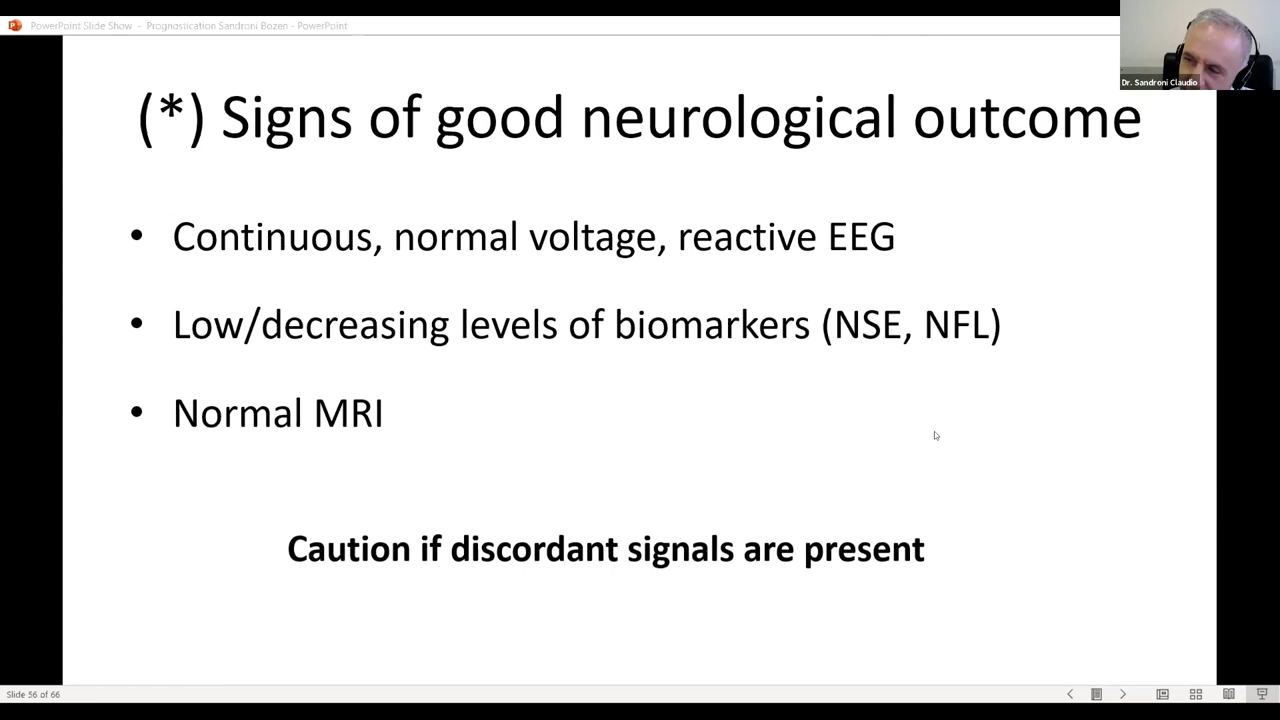 PowerPoint Slide Show - Prognostication Sandroni Bozen - PowerPoint
Dr. Sandroni Claudio
(*) Signs of good neurological outcome
• Continuous, normal voltage, reactive EEG
• Low/decreasing levels of biomarkers (NSE, NFL)
• Normal MRI
Caution if discordant signals are present
Slide 56 of 66